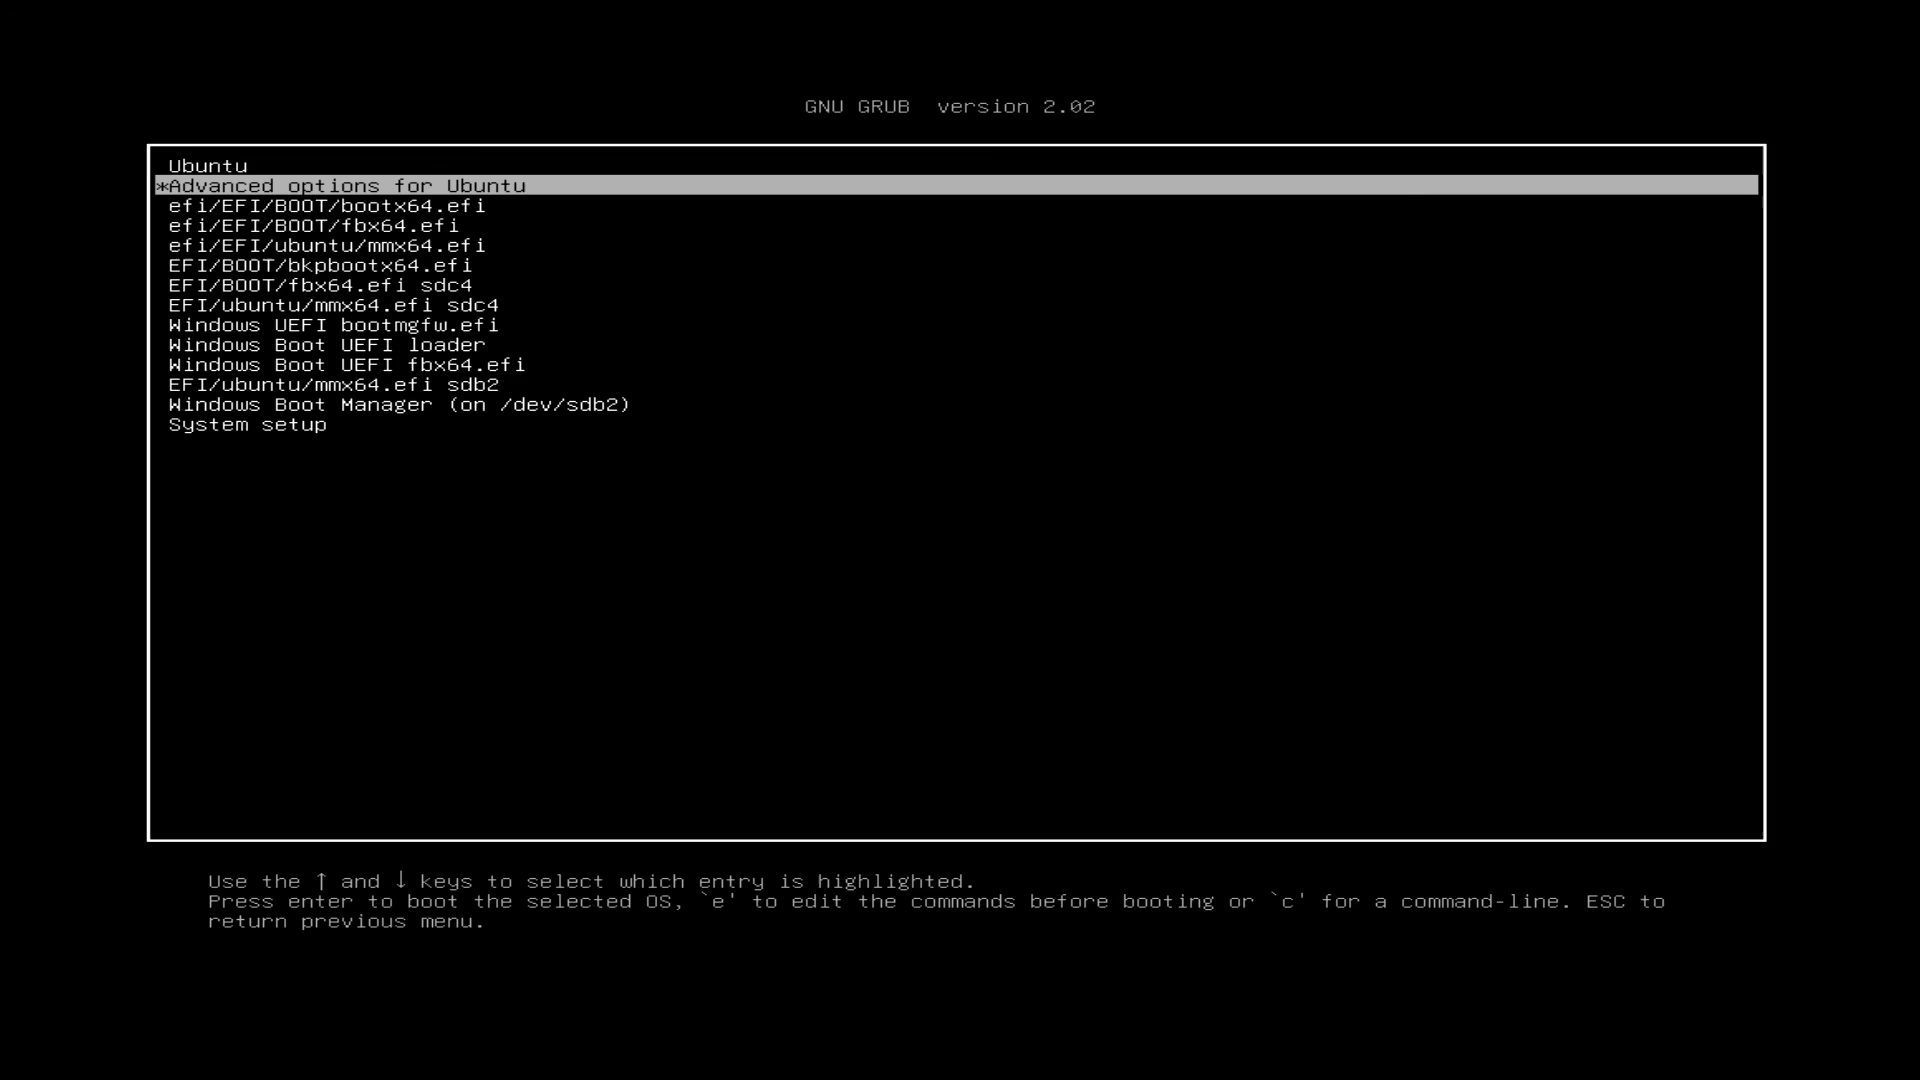 GNU GRUB  version 2.02
Ubuntu
*Advanced options for Ubuntu
efi/EFI/BOOT/bootx64.efi
efi/EFI/BOOT/fbx64.efi
efi/EFI/ubuntu/mmx64.efi
EFI/BOOT/bkpbootx64.efi
EFI/BOOT/fbx64.efi sdc4
EFI/ubuntu/mmx64.efi sdc4
Windows UEFI bootmgfw.efi
Windows Boot UEFI loader
Windows Boot UEFI fbx64.efi
EFI/ubuntu/mmx64.efi sdb2
Windows Boot Manager (on /dev/sdb2)
System setup
Use the ↑ and ↓ keys to select which entry is highlighted.
Press enter to boot the selected OS, `e' to edit the commands before booting or `c' for a command-line. ESC to
return previous menu.